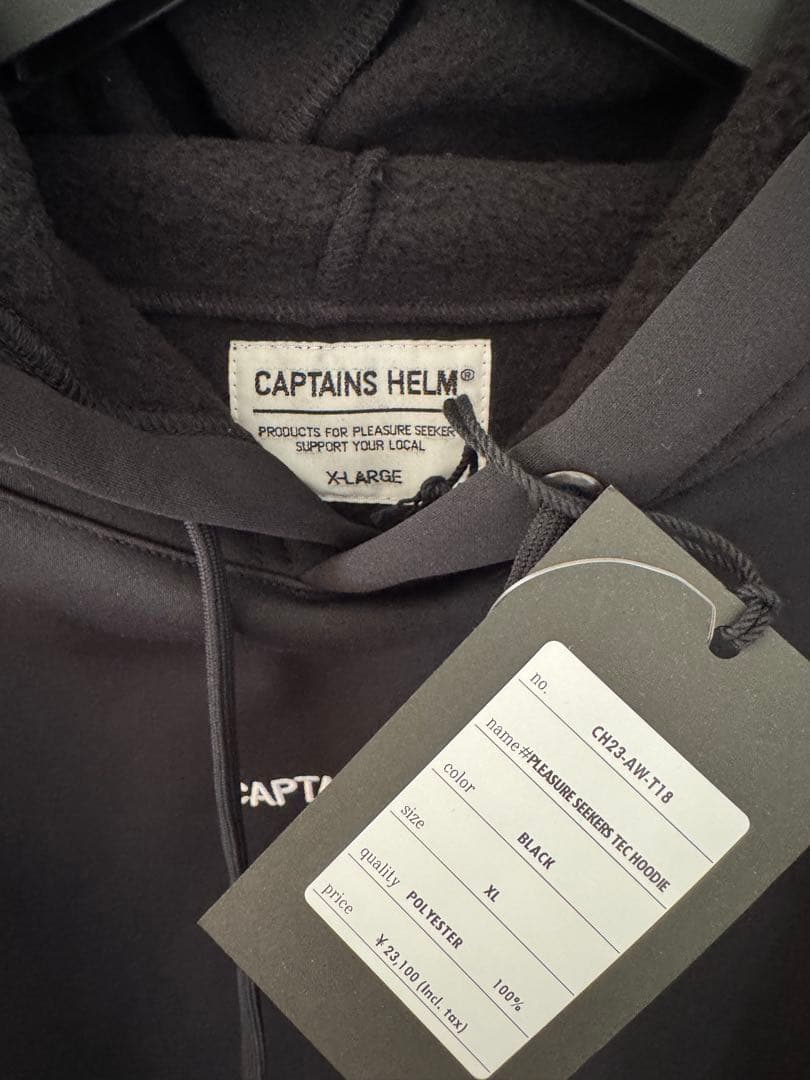 CAPTAINS HELM®
PRODUCTS FOR PLEASURE SEEKER
SUPPORT YOUR LOCAL
X-LARGE
CAPTA
no. CH23-AW-T18
name #PLEASURE SEEKERS TEC HOODIE
color BLACK
size XL
quality POLYESTER 100%
price ¥23,100 (Incl. tax)